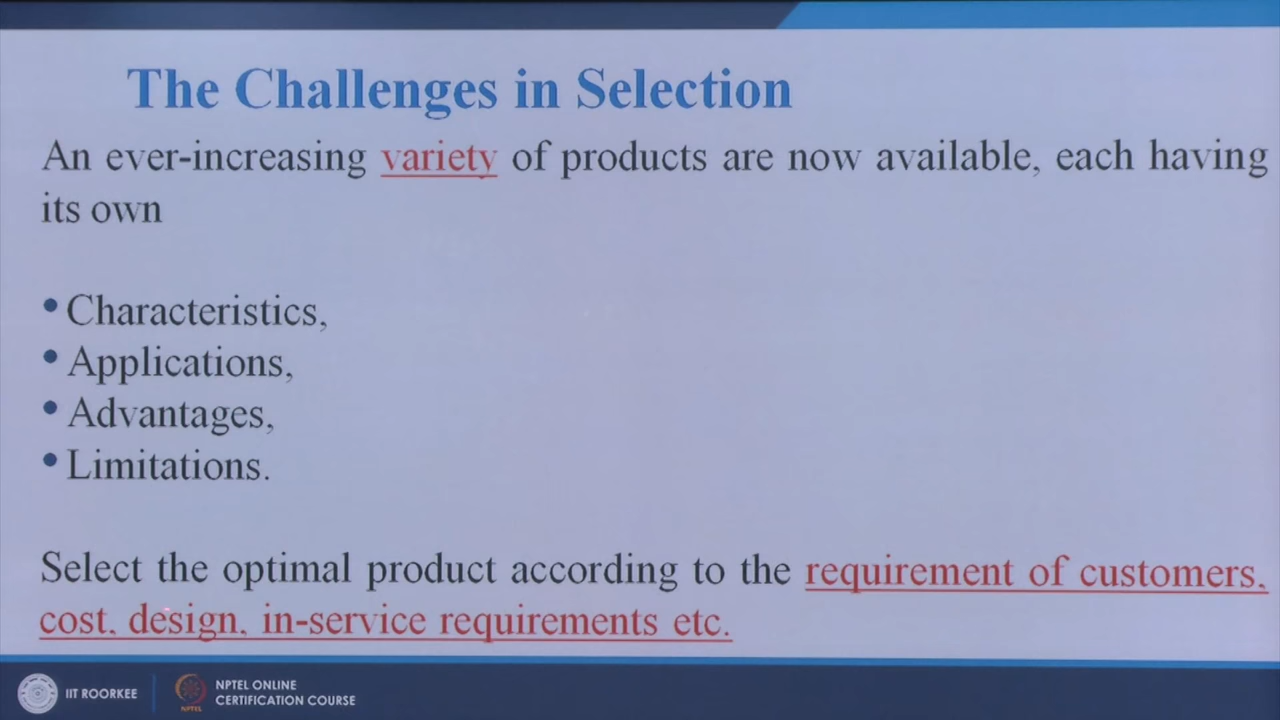 The Challenges in Selection
An ever-increasing variety of products are now available, each having
its own
• Characteristics,
• Applications,
• Advantages,
• Limitations.
Select the optimal product according to the requirement of customers,
cost, design, in-service requirements etc.
IIT ROORKEE
NPTEL ONLINE
CERTIFICATION COURSE
NPTEL